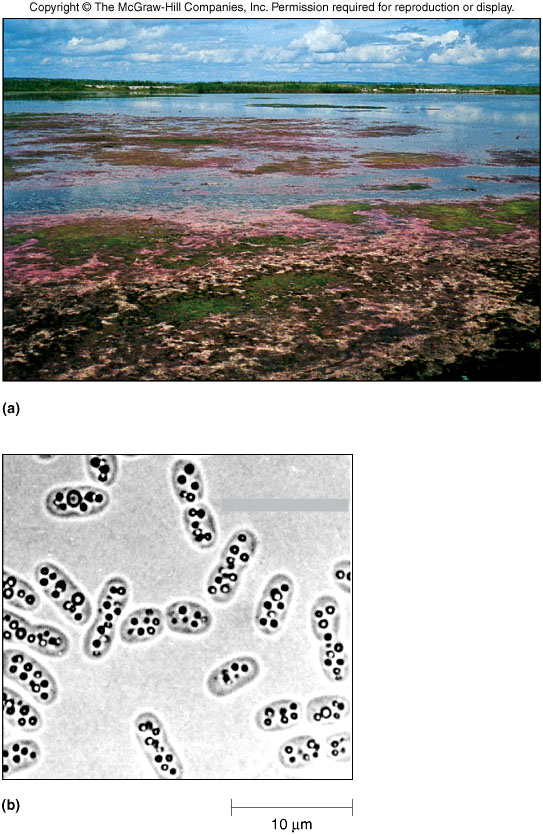 Copyright © The McGraw-Hill Companies, Inc. Permission required for reproduction or display.
(a)
(b)
10 μm